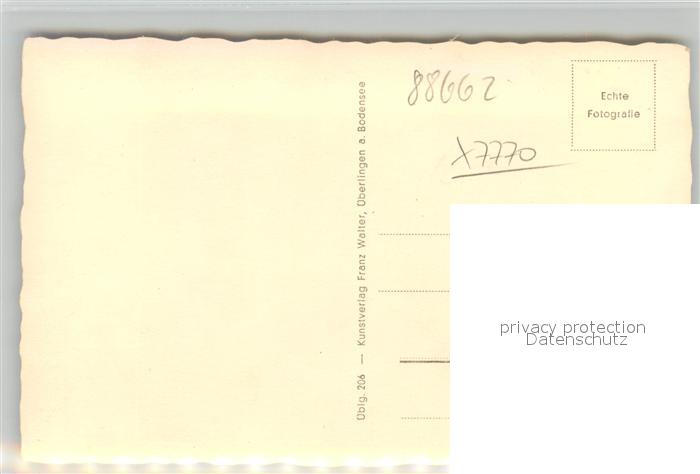 88662
X7770
Echte
Fotografie
Üblg. 206 — Kunstverlag Franz Walter, Überlingen a. Bodensee
privacy protection
Datenschutz